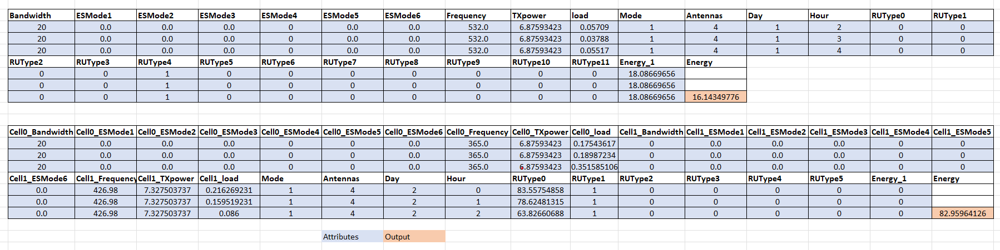 Bandwidth ESMode1 ESMode2 ESMode3 ESMode4 ESMode5 ESMode6 Frequency TXpower load Mode Antennas Day Hour RUType0 RUType1
20 0.0 0.0 0.0 0 0.0 0.0 532.0 6.87593423 0.05709 1 4 1 2 0 0
20 0.0 0.0 0.0 0 0.0 0.0 532.0 6.87593423 0.03788 1 4 1 3 0 0
20 0.0 0.0 0.0 0 0.0 0.0 532.0 6.87593423 0.05517 1 4 1 4 0 0
RUType2 RUType3 RUType4 RUType5 RUType6 RUType7 RUType8 RUType9 RUType10 RUType11 Energy_1 Energy
0 0 1 0 0 0 0 0 0 0 18.08669656
0 0 1 0 0 0 0 0 0 0 18.08669656
0 0 1 0 0 0 0 0 0 0 18.08669656 16.14349776
Cell0_Bandwidth Cell0_ESMode1 Cell0_ESMode2 Cell0_ESMode3 Cell0_ESMode4 Cell0_ESMode5 Cell0_ESMode6 Cell0_Frequency Cell0_TXpower Cell0_load Cell1_Bandwidth Cell1_ESMode1 Cell1_ESMode2 Cell1_ESMode3 Cell1_ESMode4 Cell1_ESMode5
20 0.0 0.0 0.0 0 0 0.0 365.0 6.87593423 0.17543617 0 0.0 0.0 0.0 0 0
20 0.0 0.0 0.0 0 0 0.0 365.0 6.87593423 0.18987234 0 0.0 0.0 0.0 0 0
20 0.0 0.0 0.0 0 0 0.0 365.0 6.87593423 0.351585106 0 0.0 0.0 0.0 0 0
Cell1_ESMode6 Cell1_Frequency Cell1_TXpower Cell1_load Mode Antennas Day Hour RUType0 RUType1 RUType2 RUType3 RUType4 RUType5 Energy_1 Energy
0.0 426.98 7.327503737 0.216269231 1 4 2 0 83.55754858 1 0 0 0 0 0
0.0 426.98 7.327503737 0.159519231 1 4 2 1 78.62481315 1 0 0 0 0 0
0.0 426.98 7.327503737 0.086 1 4 2 2 63.82660688 1 0 0 0 0 0 82.95964126
Attributes Output